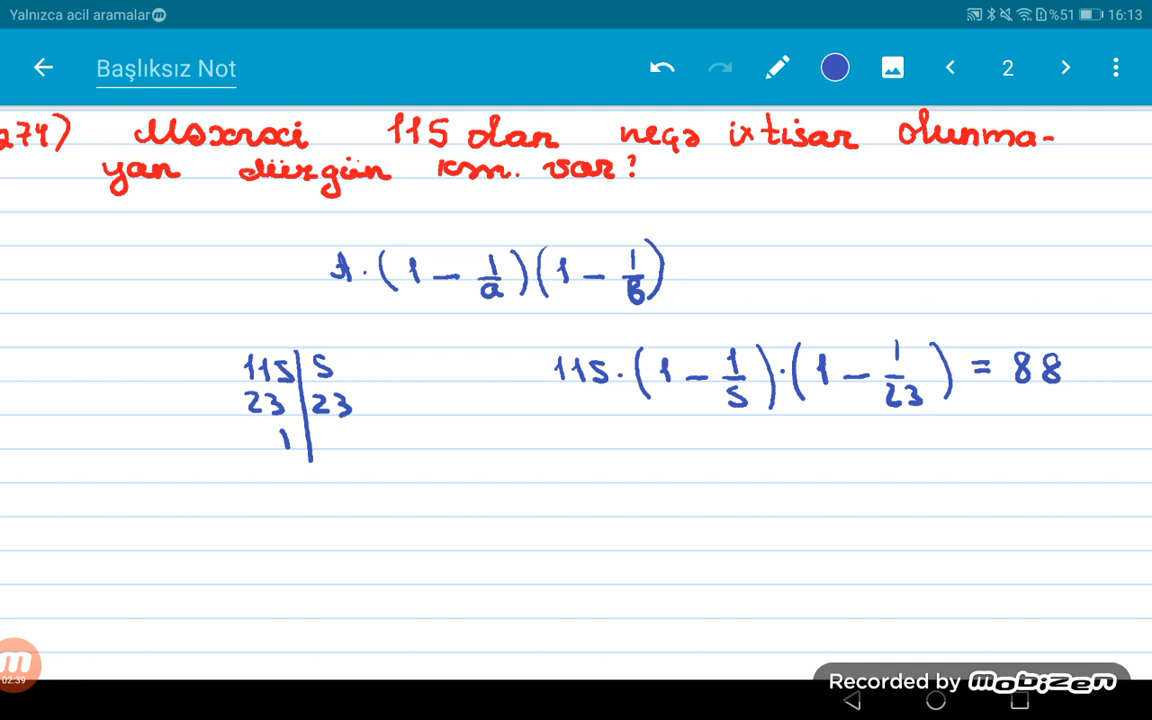 Yalnızca acil aramalar
%51 16:13
Başlıksız Not
2
274) Məxrəci 115 olan neçə ixtisar olunma-
yan düzgün kəsr. var?
A·(1 - 1/a)(1 - 1/b)
115 | 5
23 | 23
1
115·(1 - 1/5)·(1 - 1/23) = 88
02:39
Recorded by mobizen